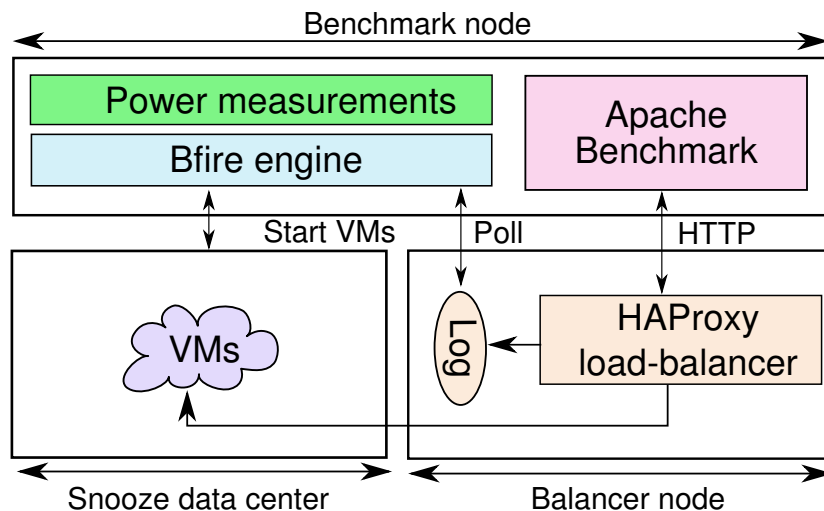 Benchmark node
Power measurements
Bfire engine
Apache
Benchmark
Start VMs
Poll
HTTP
VMs
Log
HAProxy
load-balancer
Snooze data center
Balancer node